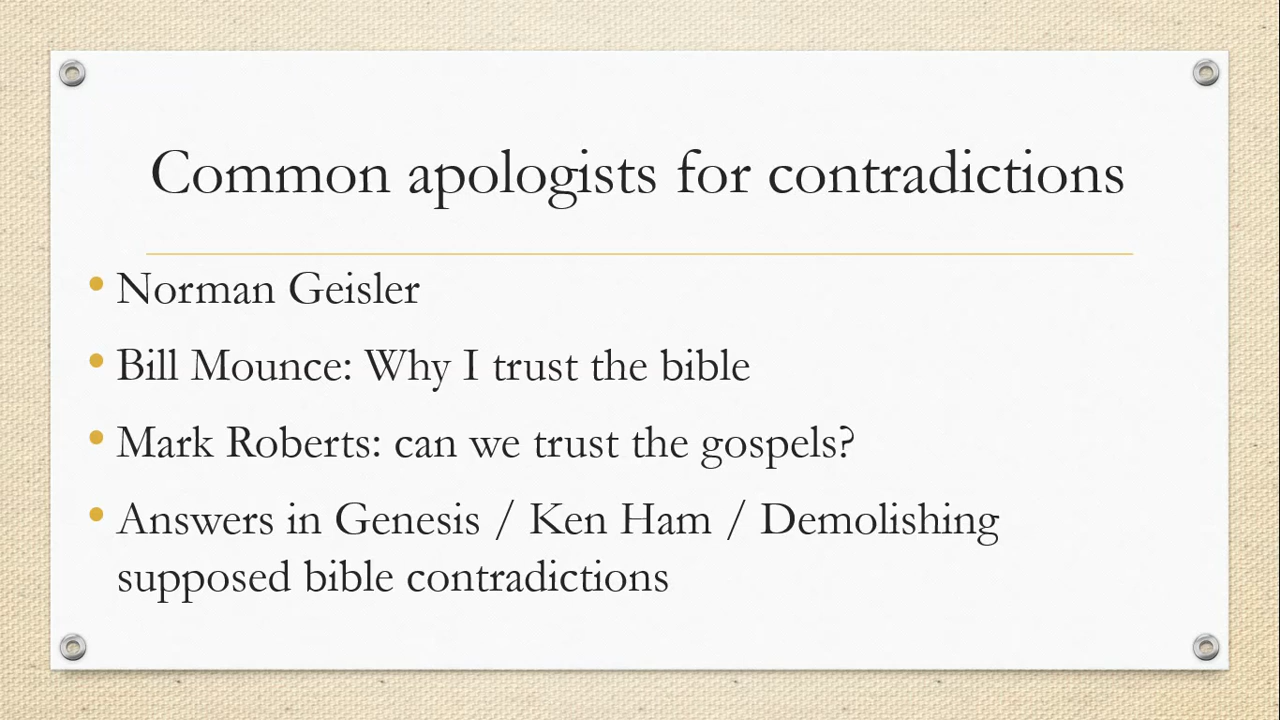 Common apologists for contradictions
• Norman Geisler
• Bill Mounce: Why I trust the bible
• Mark Roberts: can we trust the gospels?
• Answers in Genesis / Ken Ham / Demolishing
supposed bible contradictions